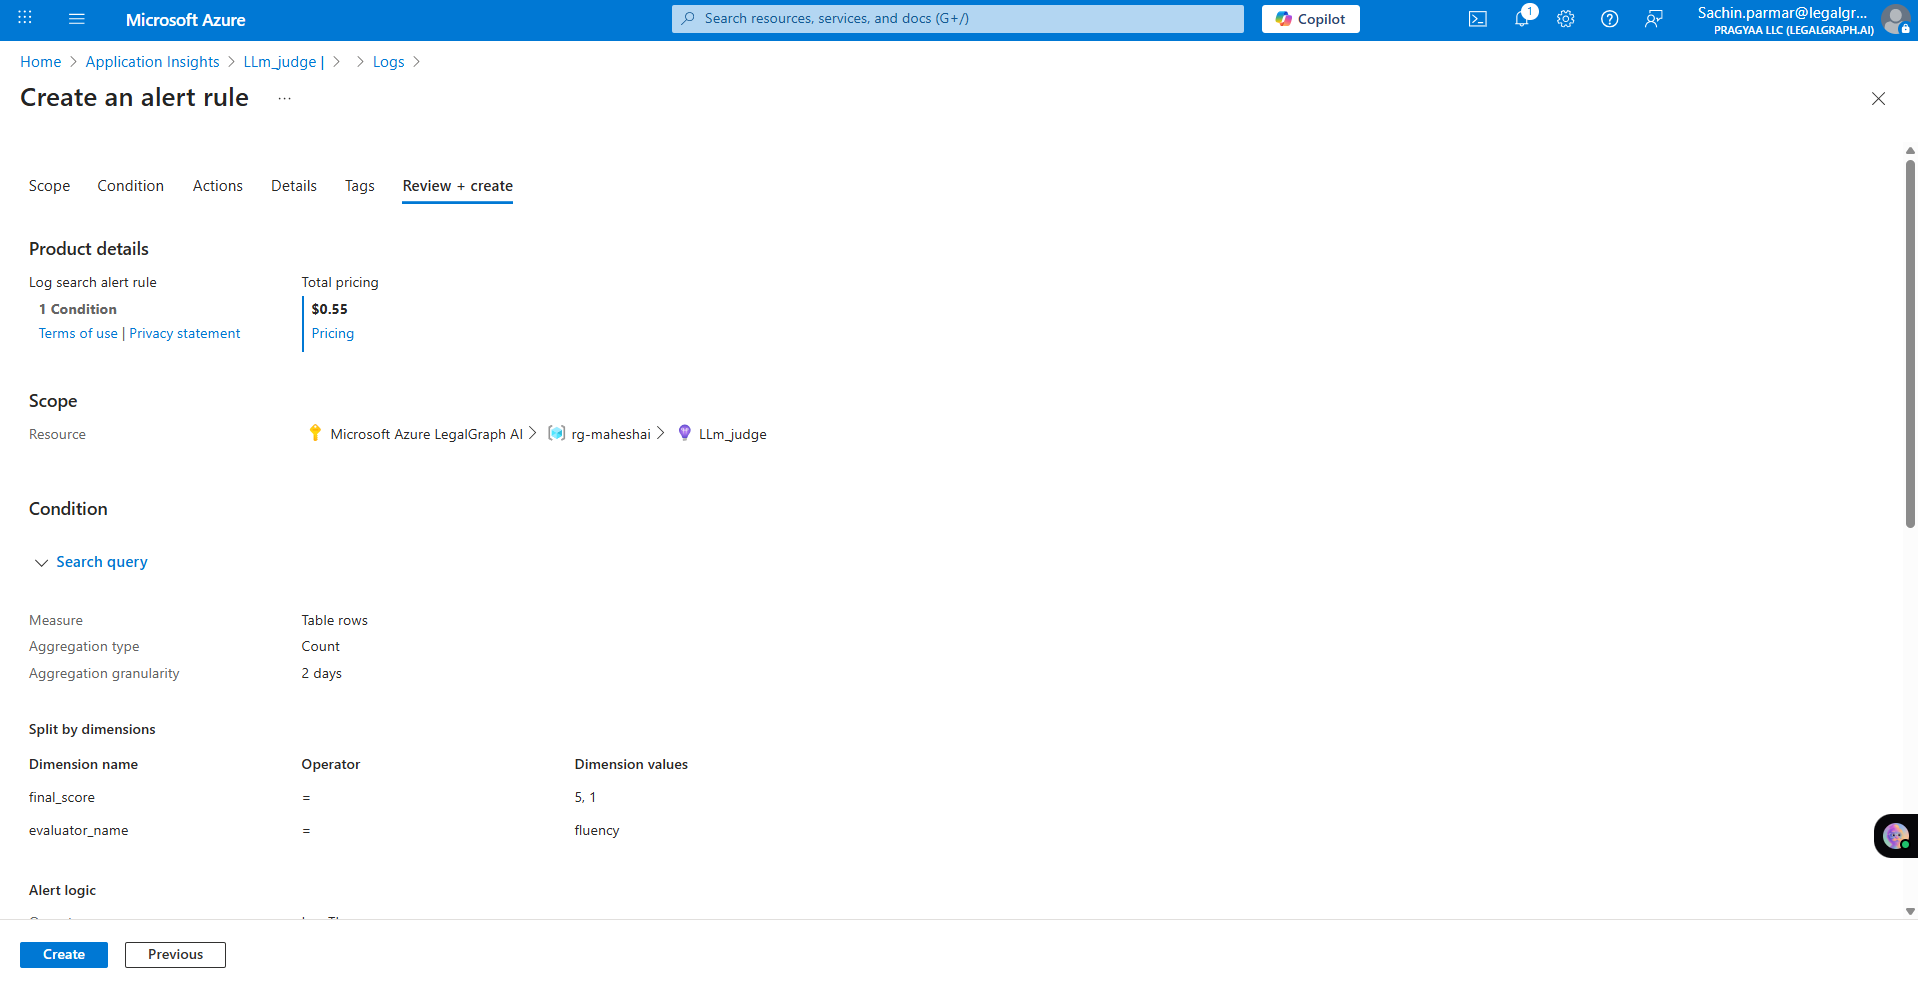 Microsoft Azure
Search resources, services, and docs (G+/)
Copilot
1
Sachin.parmar@legalgr...
PRAGYAA LLC (LEGALGRAPH.AI)
Home > Application Insights > LLm_judge | > > Logs >
Create an alert rule ...
Scope Condition Actions Details Tags Review + create
Product details
Log search alert rule Total pricing
1 Condition $0.55
Terms of use | Privacy statement Pricing
Scope
Resource Microsoft Azure LegalGraph AI > rg-maheshai > LLm_judge
Condition
Search query
Measure Table rows
Aggregation type Count
Aggregation granularity 2 days
Split by dimensions
Dimension name Operator Dimension values
final_score = 5, 1
evaluator_name = fluency
Alert logic
Create Previous